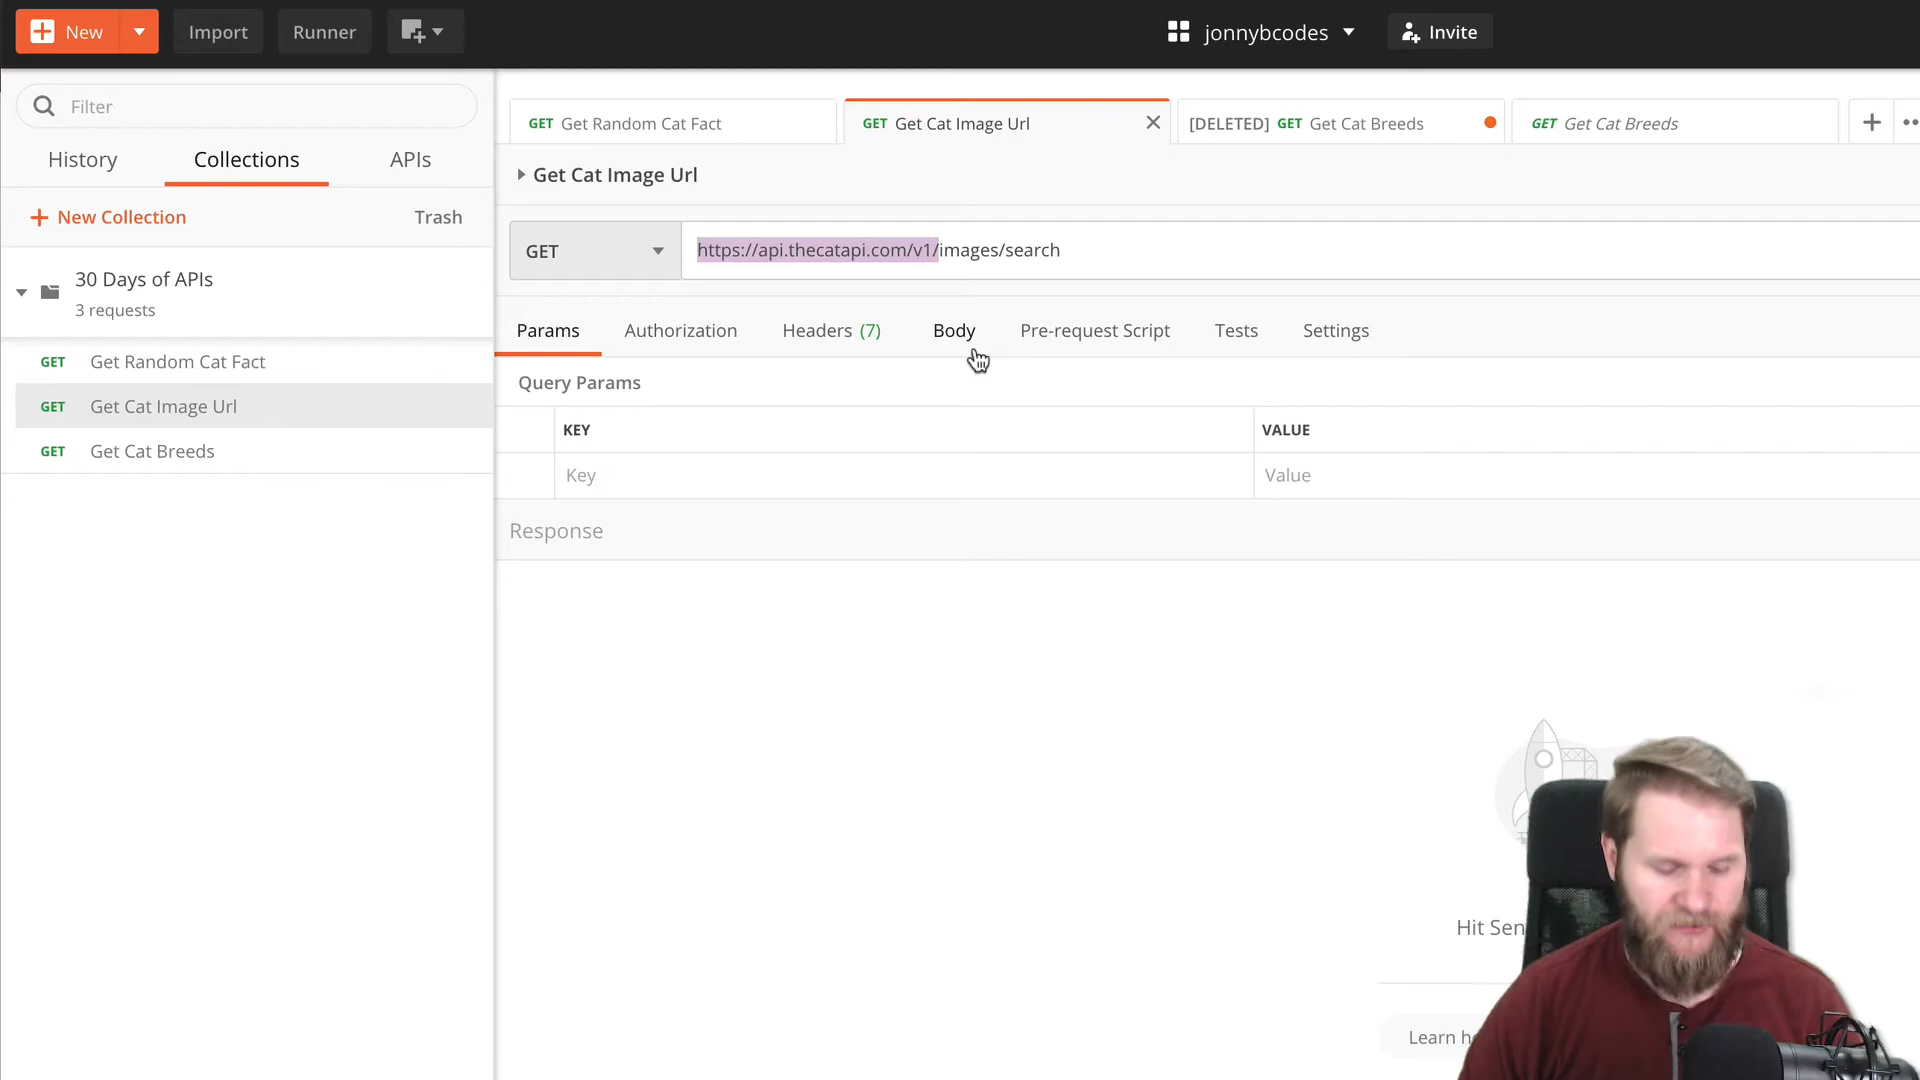 New
Import
Runner
jonnybcodes
Invite
Filter
History
Collections
APIs
New Collection
Trash
30 Days of APIs
3 requests
GET Get Random Cat Fact
GET Get Cat Image Url
GET Get Cat Breeds
GET Get Random Cat Fact
GET Get Cat Image Url
[DELETED] GET Get Cat Breeds
GET Get Cat Breeds
Get Cat Image Url
GET
https://api.thecatapi.com/v1/images/search
Params
Authorization
Headers (7)
Body
Pre-request Script
Tests
Settings
Query Params
KEY
VALUE
Key
Value
Response
Hit
Learn